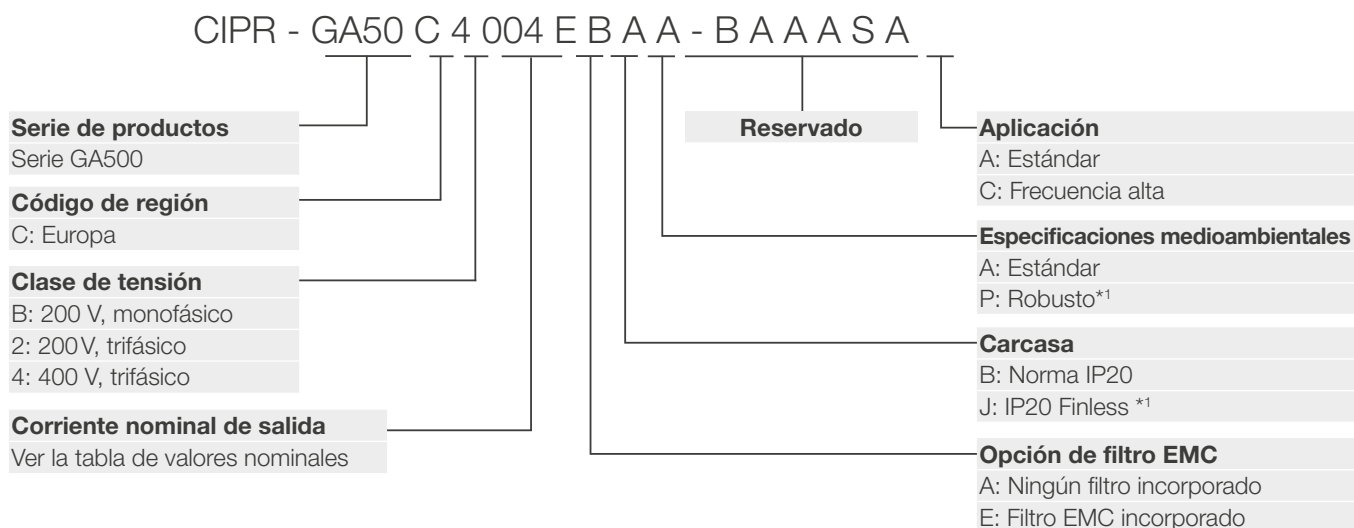 CIPR - GA50 C 4 004 E B A A - B A A A S A
Serie de productos
Serie GA500
Código de región
C: Europa
Clase de tensión
B: 200 V, monofásico
2: 200 V, trifásico
4: 400 V, trifásico
Corriente nominal de salida
Ver la tabla de valores nominales
Reservado
Aplicación
A: Estándar
C: Frecuencia alta
Especificaciones medioambientales
A: Estándar
P: Robusto*1
Carcasa
B: Norma IP20
J: IP20 Finless *1
Opción de filtro EMC
A: Ningún filtro incorporado
E: Filtro EMC incorporado